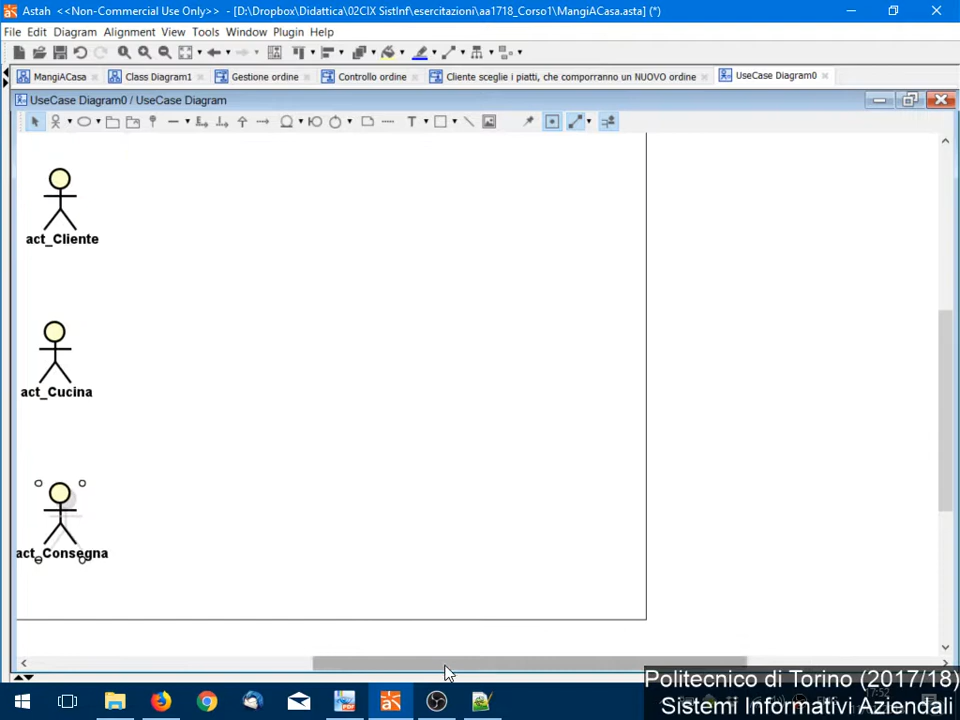 Astah <<Non-Commercial Use Only>> - [D:\Dropbox\Didattica\02CIX SistInf\esercitazioni\aa1718_Corso1\MangiACasa.asta] (*)
File Edit Diagram Alignment View Tools Window Plugin Help
MangiACasa Class Diagram1 Gestione ordine Controllo ordine Cliente sceglie i piatti, che comporranno un NUOVO ordine UseCase Diagram0
UseCase Diagram0 / UseCase Diagram
T
act_Cliente
act_Cucina
act_Consegna
Politecnico di Torino (2017/18)
17:52
Sistemi Informativi Aziendali